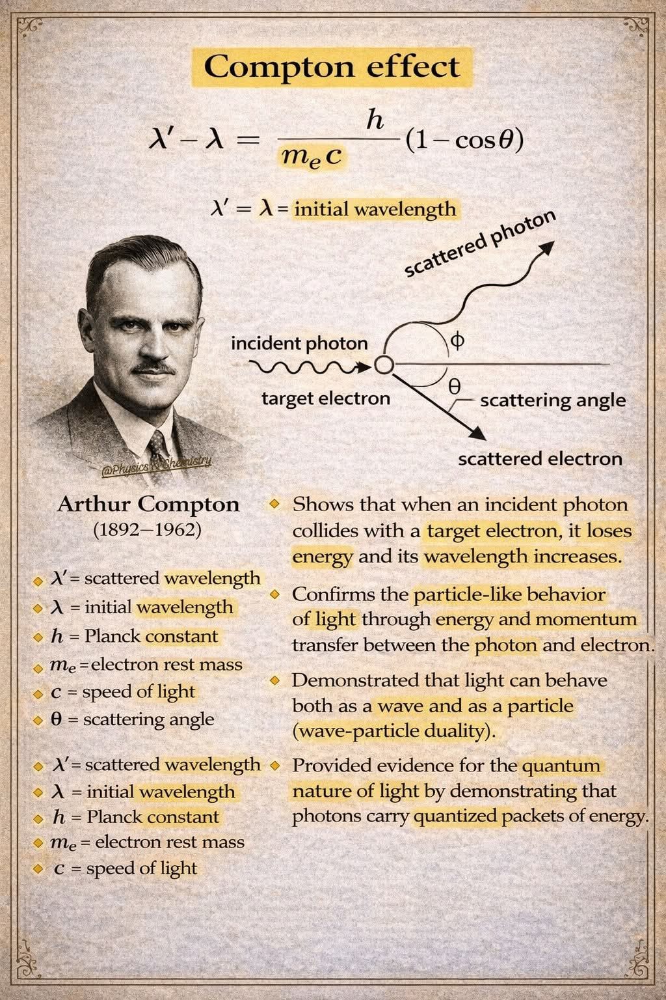 Compton effect
λ′ − λ = h / mₑ c (1 − cos θ)
λ′ = λ = initial wavelength
scattered photon
incident photon
ϕ
θ
target electron
scattering angle
scattered electron
@Physics & Chemistry
Arthur Compton
(1892–1962)
λ′ = scattered wavelength
λ = initial wavelength
h = Planck constant
mₑ = electron rest mass
c = speed of light
θ = scattering angle
λ′ = scattered wavelength
λ = initial wavelength
h = Planck constant
mₑ = electron rest mass
c = speed of light
Shows that when an incident photon
collides with a target electron, it loses
energy and its wavelength increases.
Confirms the particle-like behavior
of light through energy and momentum
transfer between the photon and electron.
Demonstrated that light can behave
both as a wave and as a particle
(wave-particle duality).
Provided evidence for the quantum
nature of light by demonstrating that
photons carry quantized packets of energy.